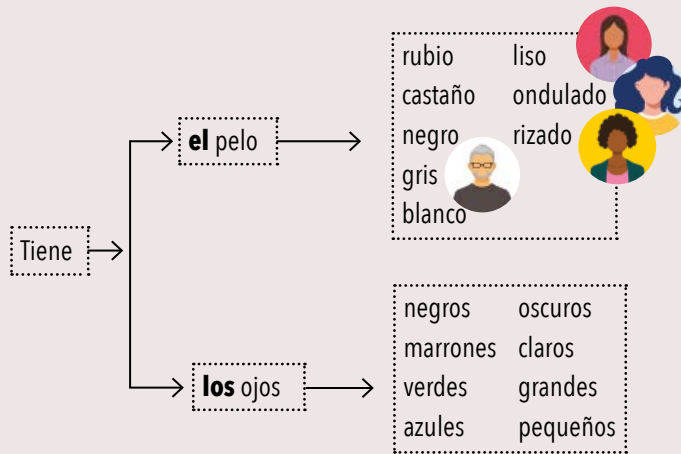 Tiene
el pelo
rubio liso
castaño ondulado
negro rizado
gris
blanco
los ojos
negros oscuros
marrones claros
verdes grandes
azules pequeños